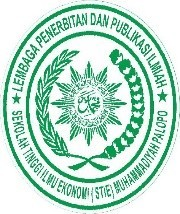 ★ LEMBAGA PENERBITAN DAN PUBLIKASI ILMIAH ★
SEKOLAH TINGGI ILMU EKONOMI (STIE) MUHAMMADIYAH PALOPO